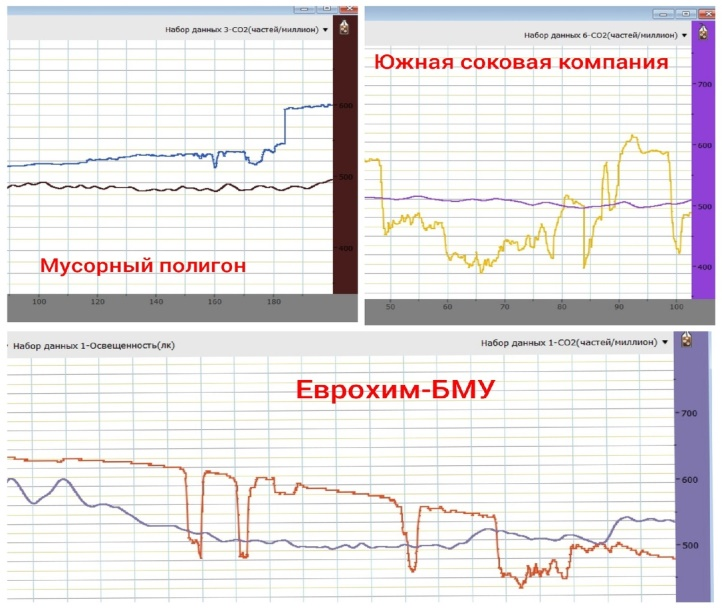 Набор данных 3-CO2(частей/миллион)
600
500
400
Мусорный полигон
100 120 140 160 180
Набор данных 6-CO2(частей/миллион)
Южная соковая компания
600
500
400
50 60 70 80 90 100
Набор данных 1-Освещенность(лк)
Набор данных 1-CO2(частей/миллион)
Еврохим-БМУ
700
600
500